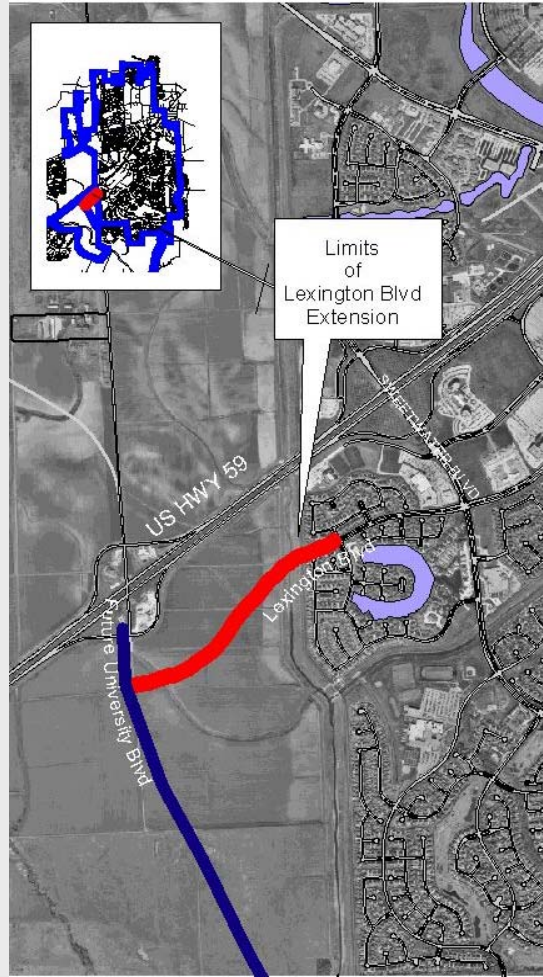 Limits
of
Lexington Blvd
Extension
SWEETWATER BLVD
US HWY 59
Lexington Blvd
Future University Blvd